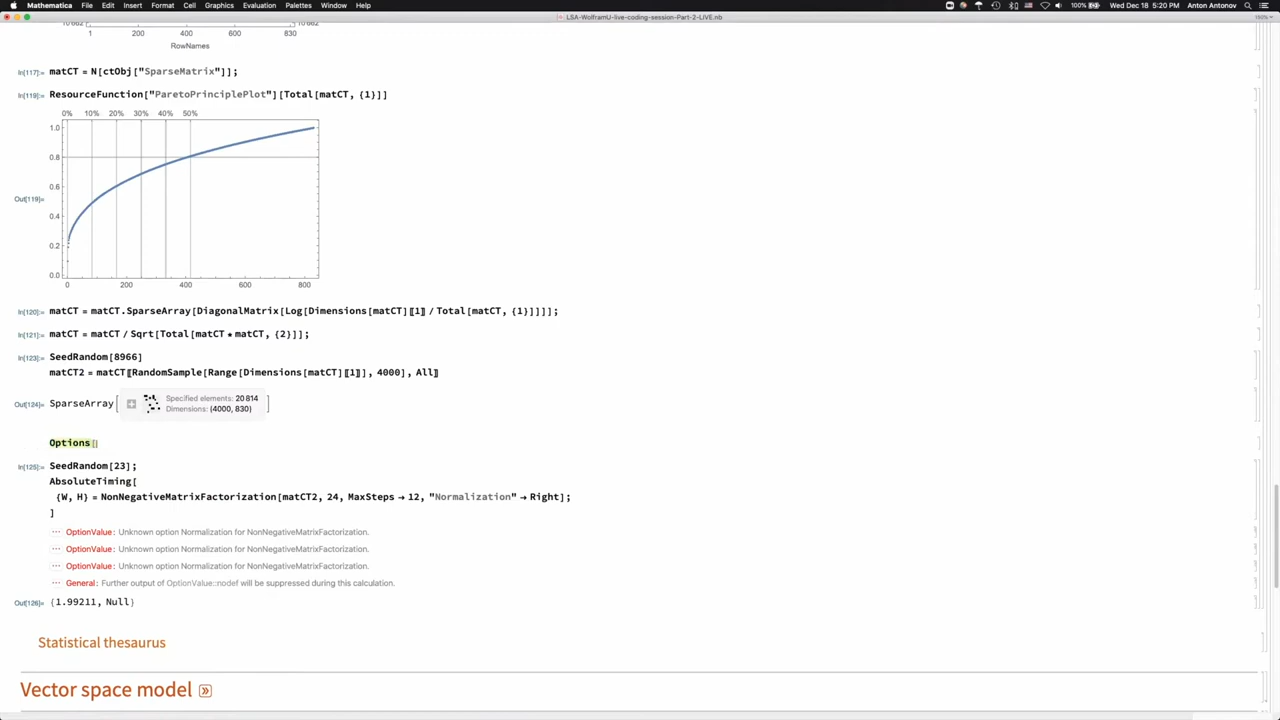 Mathematica File Edit Insert Format Cell Graphics Evaluation Palettes Window Help 100% Wed Dec 18 5:20 PM Anton Antonov
LSA-WolframU-live-coding-session-Part-2-LIVE.nb
1 200 400 600 830
RowNames
In[117]:= matCT = N[ctObj["SparseMatrix"]];
In[119]:= ResourceFunction["ParetoPrinciplePlot"][Total[matCT, {1}]]
0% 10% 20% 30% 40% 50%
1.0
0.8
0.6
Out[119]=
0.4
0.2
0.0
0 200 400 600 800
In[120]:= matCT = matCT.SparseArray[DiagonalMatrix[Log[Dimensions[matCT]〚1〛 / Total[matCT, {1}]]]];
In[121]:= matCT = matCT / Sqrt[Total[matCT * matCT, {2}]];
In[123]:= SeedRandom[8966]
matCT2 = matCT〚RandomSample[Range[Dimensions[matCT]〚1〛], 4000], All〛
Out[124]= SparseArray[ Specified elements: 20 814
Dimensions: {4000, 830} ]
Options[]
In[125]:= SeedRandom[23];
AbsoluteTiming[
{W, H} = NonNegativeMatrixFactorization[matCT2, 24, MaxSteps → 12, "Normalization" → Right];
]
OptionValue: Unknown option Normalization for NonNegativeMatrixFactorization.
OptionValue: Unknown option Normalization for NonNegativeMatrixFactorization.
OptionValue: Unknown option Normalization for NonNegativeMatrixFactorization.
General: Further output of OptionValue::nodef will be suppressed during this calculation.
Out[126]= {1.99211, Null}
Statistical thesaurus
Vector space model »